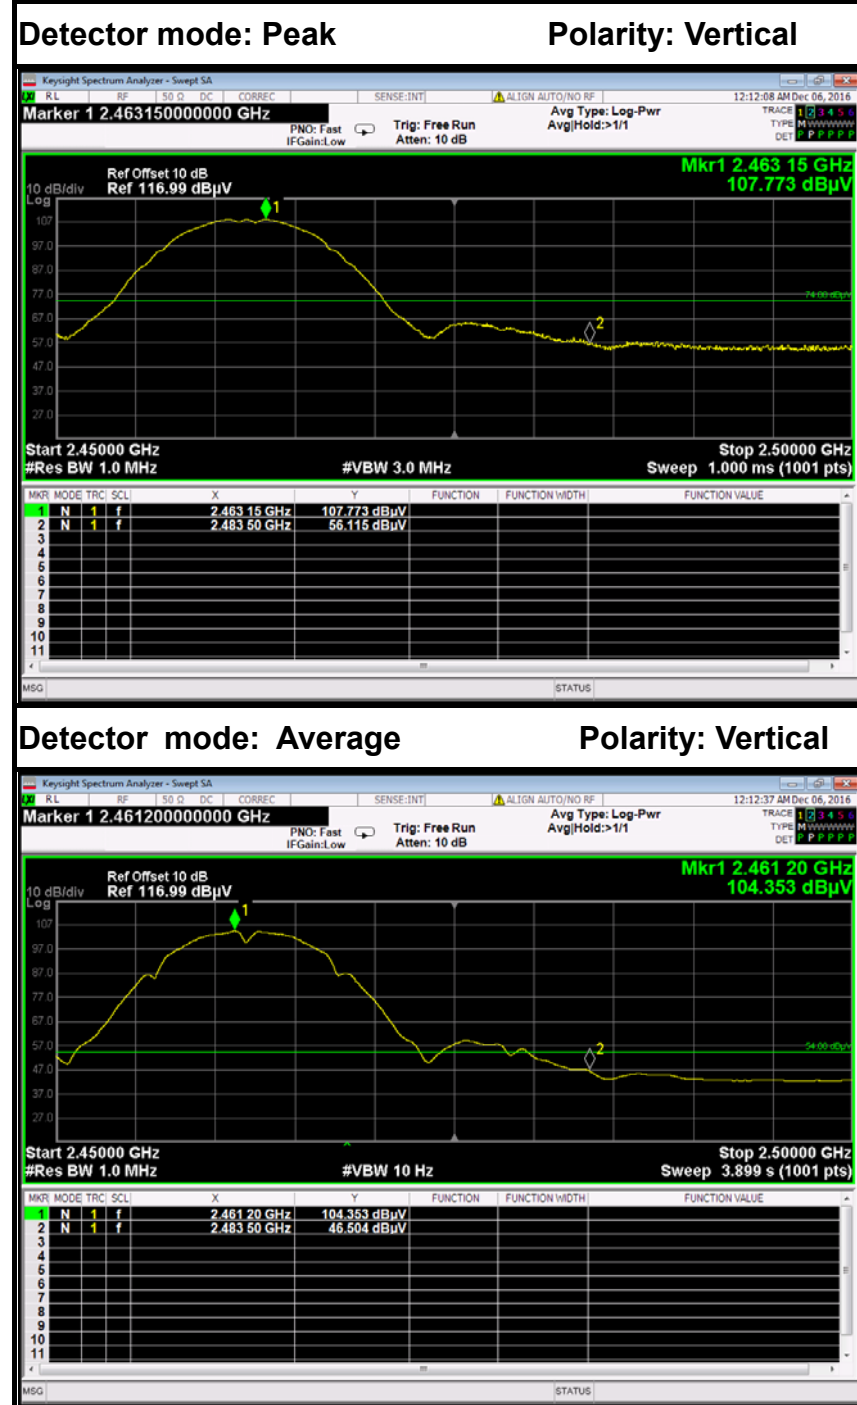 Detector mode: Peak Polarity: Vertical
Keysight Spectrum Analyzer - Swept SA
RL RF 50 Ω DC CORREC SENSE:INT ALIGN AUTO/NO RF 12:12:08 AM Dec 06, 2016
Marker 1 2.463150000000 GHz
PNO: Fast
IFGain:Low
Trig: Free Run
Atten: 10 dB
Avg Type: Log-Pwr
Avg|Hold:>1/1
TRACE 1 2 3 4 5 6
TYPE M W W W W W
DET P P P P P P
Mkr1 2.463 15 GHz
107.773 dBµV
Ref Offset 10 dB
10 dB/div Ref 116.99 dBµV
Log
1
107
97.0
87.0
77.0
74.00 dBµV
67.0
2
57.0
47.0
37.0
27.0
Start 2.45000 GHz Stop 2.50000 GHz
#Res BW 1.0 MHz #VBW 3.0 MHz Sweep 1.000 ms (1001 pts)
MKR MODE TRC SCL X Y FUNCTION FUNCTION WIDTH FUNCTION VALUE
1 N 1 f 2.463 15 GHz 107.773 dBµV
2 N 1 f 2.483 50 GHz 56.115 dBµV
3
4
5
6
7
8
9
10
11
MSG STATUS
Detector mode: Average Polarity: Vertical
Keysight Spectrum Analyzer - Swept SA
RL RF 50 Ω DC CORREC SENSE:INT ALIGN AUTO/NO RF 12:12:37 AM Dec 06, 2016
Marker 1 2.461200000000 GHz
PNO: Fast
IFGain:Low
Trig: Free Run
Atten: 10 dB
Avg Type: Log-Pwr
Avg|Hold:>1/1
TRACE 1 2 3 4 5 6
TYPE M W W W W W
DET P P P P P P
Mkr1 2.461 20 GHz
104.353 dBµV
Ref Offset 10 dB
10 dB/div Ref 116.99 dBµV
Log
1
107
97.0
87.0
77.0
67.0
57.0
54.00 dBµV
2
47.0
37.0
27.0
Start 2.45000 GHz Stop 2.50000 GHz
#Res BW 1.0 MHz #VBW 10 Hz Sweep 3.899 s (1001 pts)
MKR MODE TRC SCL X Y FUNCTION FUNCTION WIDTH FUNCTION VALUE
1 N 1 f 2.461 20 GHz 104.353 dBµV
2 N 1 f 2.483 50 GHz 46.504 dBµV
3
4
5
6
7
8
9
10
11
MSG STATUS